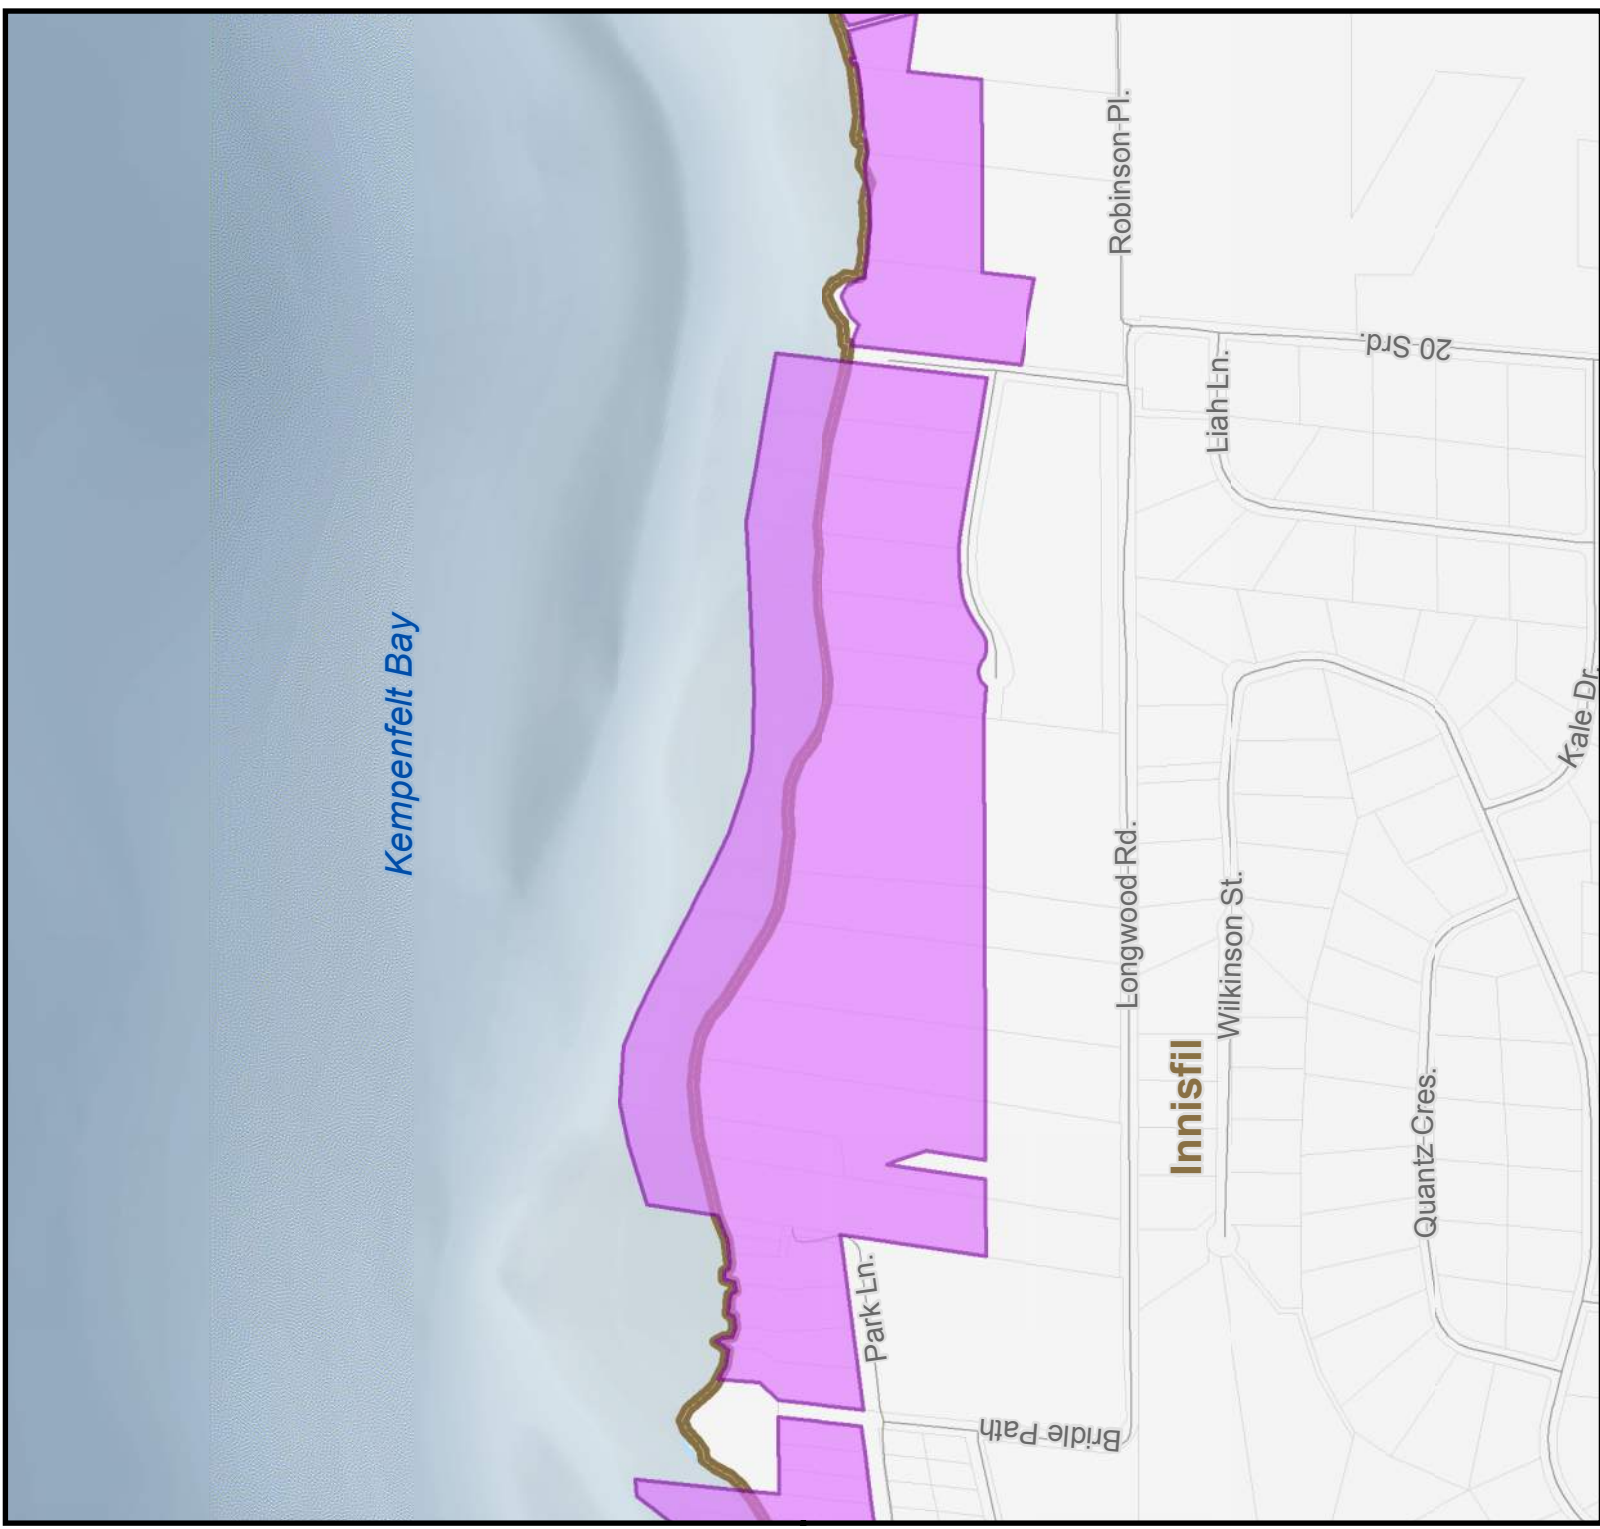 Robinson Pl.
20 Srd.
Liah Ln.
Kempenfelt Bay
Kale Dr.
Longwood Rd.
Wilkinson St.
Innisfil
Quantz Cres.
Park Ln.
Bridle Path